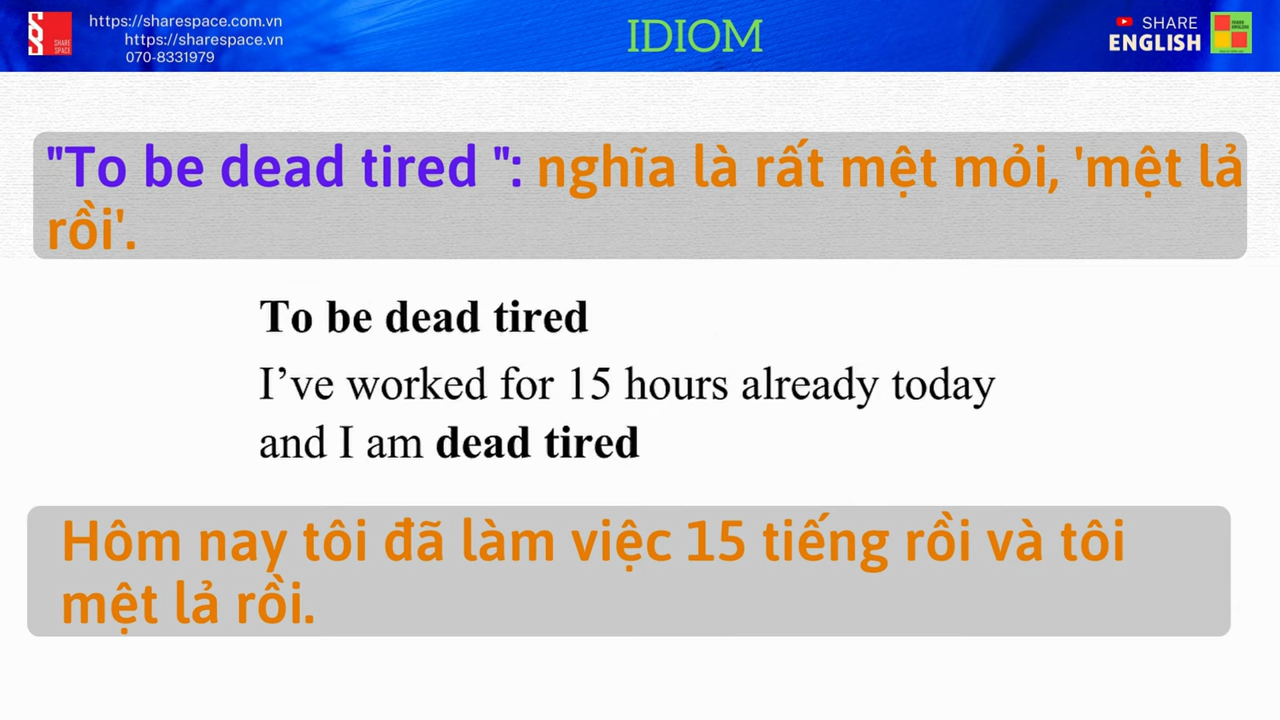 SHARE SPACE
https://sharespace.com.vn
https://sharespace.vn
070-8331979
IDIOM
SHARE
ENGLISH
"To be dead tired ": nghĩa là rất mệt mỏi, 'mệt lả
rồi'.
To be dead tired
I’ve worked for 15 hours already today
and I am dead tired
Hôm nay tôi đã làm việc 15 tiếng rồi và tôi
mệt lả rồi.